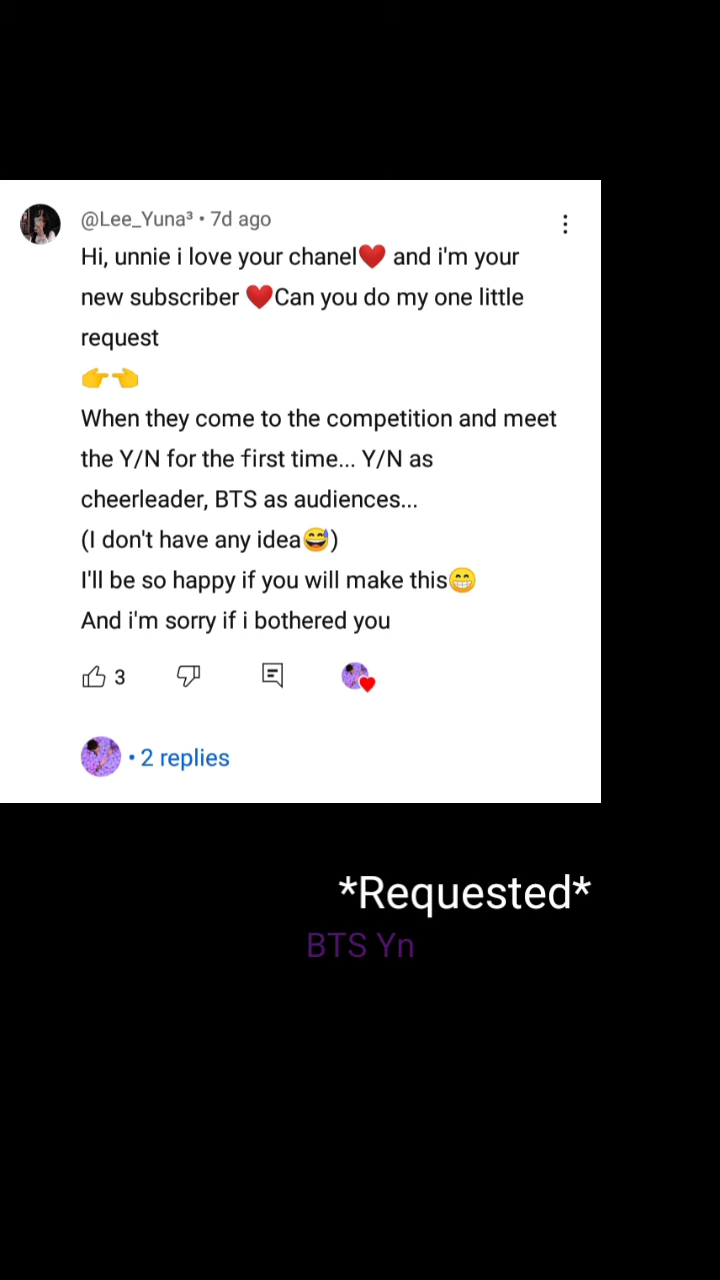 @Lee_Yuna³ • 7d ago
Hi, unnie i love your chanel❤️ and i'm your
new subscriber ❤️Can you do my one little
request
👉👈
When they come to the competition and meet
the Y/N for the first time... Y/N as
cheerleader, BTS as audiences...
(I don't have any idea😅)
I'll be so happy if you will make this😁
And i'm sorry if i bothered you
3
• 2 replies
*Requested*
BTS Yn